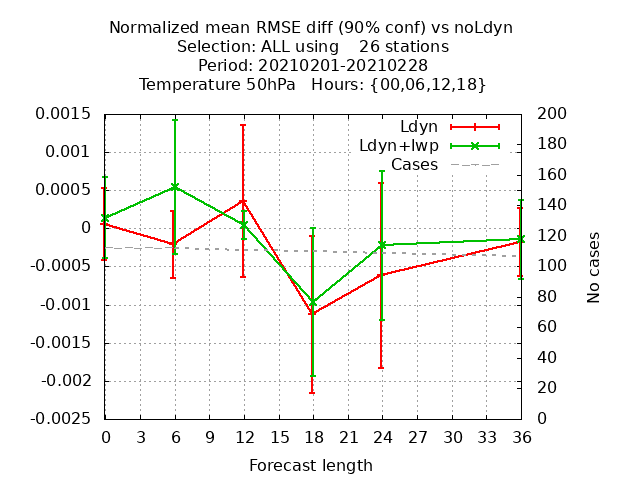 Normalized mean RMSE diff (90% conf) vs noLdyn
Selection: ALL using    26 stations
Period: 20210201-20210228
Temperature 50hPa   Hours: {00,06,12,18}
0.0015
0.001
0.0005
0
-0.0005
-0.001
-0.0015
-0.002
-0.0025
Ldyn
Ldyn+lwp
Cases
200
180
160
140
120
100
80
60
40
20
0
No cases
0 3 6 9 12 15 18 21 24 27 30 33 36
Forecast length